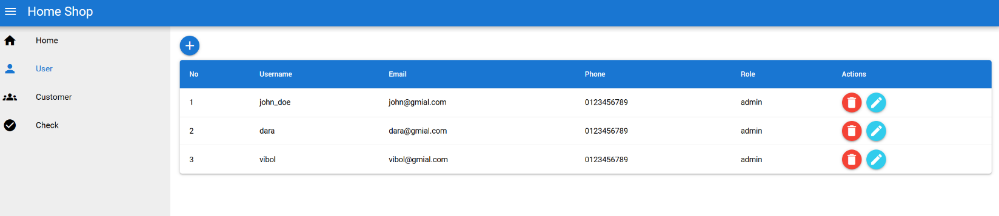 Home Shop
Home
User
Customer
Check
No Username Email Phone Role Actions
1 john_doe john@gmial.com 0123456789 admin
2 dara dara@gmial.com 0123456789 admin
3 vibol vibol@gmial.com 0123456789 admin